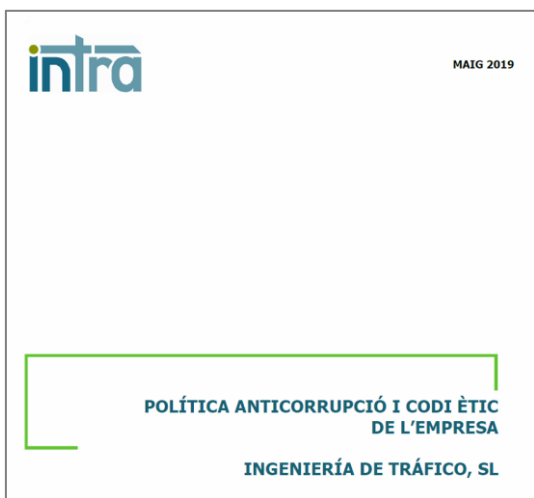 intra
MAIG 2019
POLÍTICA ANTICORRUPCIÓ I CODI ÈTIC
DE L'EMPRESA
INGENIERÍA DE TRÁFICO, SL